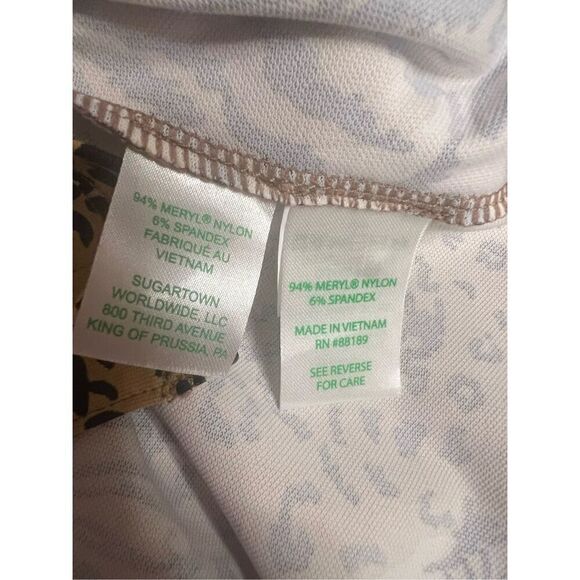 94% MERYL® NYLON
6% SPANDEX
FABRIQUÉ AU
VIETNAM
SUGARTOWN
WORLDWIDE, LLC
800 THIRD AVENUE
KING OF PRUSSIA, PA
94% MERYL® NYLON
6% SPANDEX
MADE IN VIETNAM
RN #88189
SEE REVERSE
FOR CARE